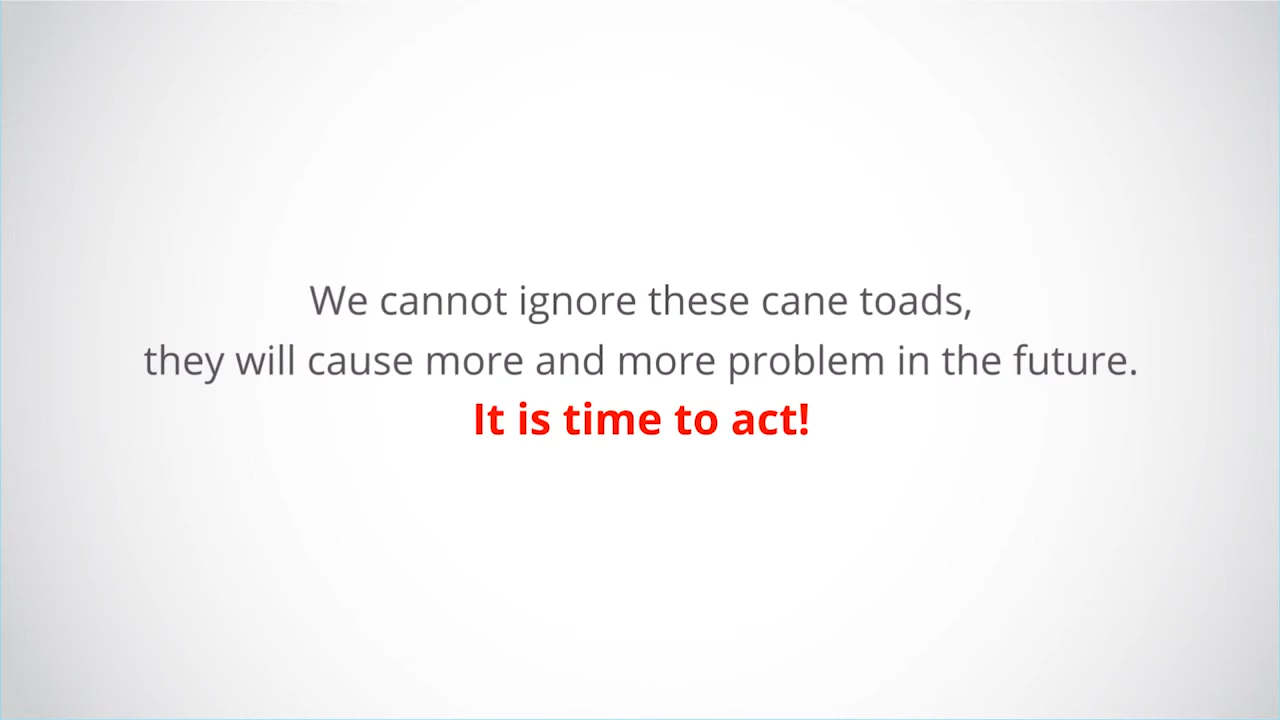 We cannot ignore these cane toads,
they will cause more and more problem in the future.
It is time to act!